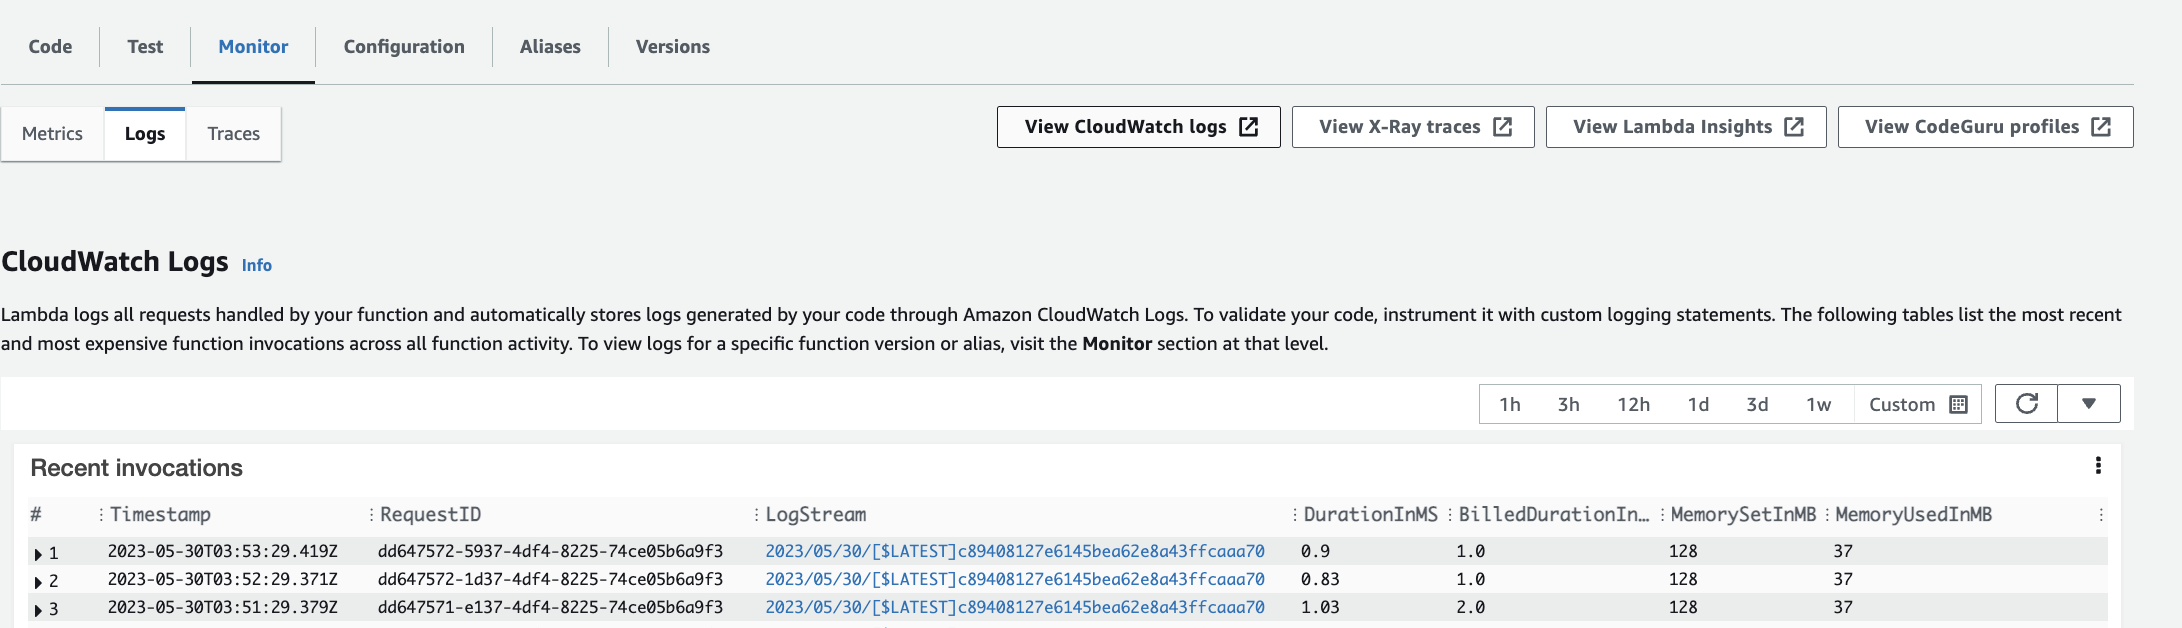 Code Test Monitor Configuration Aliases Versions
Metrics Logs Traces View CloudWatch logs View X-Ray traces View Lambda Insights View CodeGuru profiles
CloudWatch Logs Info
Lambda logs all requests handled by your function and automatically stores logs generated by your code through Amazon CloudWatch Logs. To validate your code, instrument it with custom logging statements. The following tables list the most recent
and most expensive function invocations across all function activity. To view logs for a specific function version or alias, visit the Monitor section at that level.
1h 3h 12h 1d 3d 1w Custom
Recent invocations
# Timestamp RequestID LogStream DurationInMS BilledDurationIn… MemorySetInMB MemoryUsedInMB
1 2023-05-30T03:53:29.419Z dd647572-5937-4df4-8225-74ce05b6a9f3 2023/05/30/[$LATEST]c89408127e6145bea62e8a43ffcaaa70 0.9 1.0 128 37
2 2023-05-30T03:52:29.371Z dd647572-1d37-4df4-8225-74ce05b6a9f3 2023/05/30/[$LATEST]c89408127e6145bea62e8a43ffcaaa70 0.83 1.0 128 37
3 2023-05-30T03:51:29.379Z dd647571-e137-4df4-8225-74ce05b6a9f3 2023/05/30/[$LATEST]c89408127e6145bea62e8a43ffcaaa70 1.03 2.0 128 37